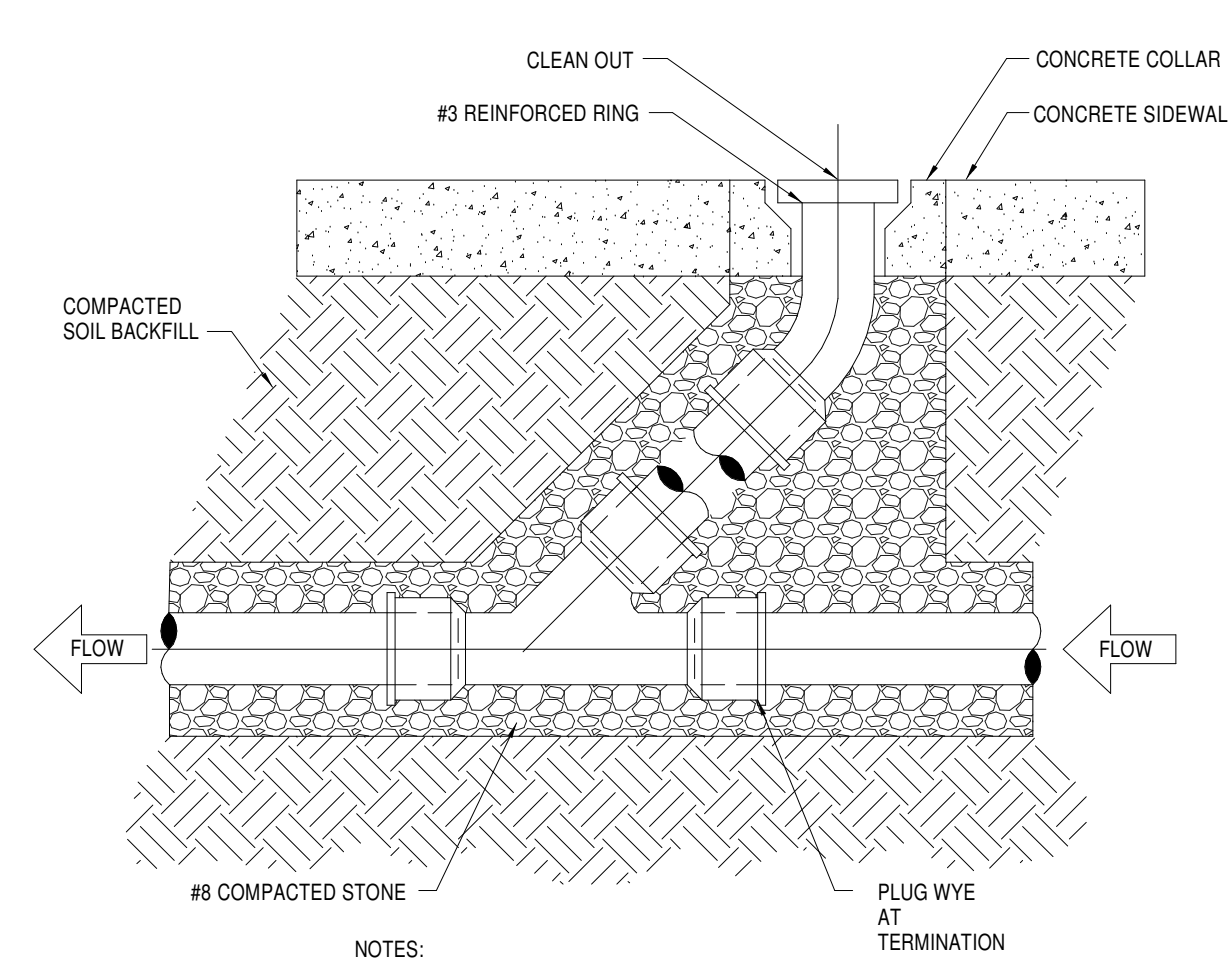 CLEAN OUT
CONCRETE COLLAR
#3 REINFORCED RING
CONCRETE SIDEWAL
COMPACTED
SOIL BACKFILL
FLOW
FLOW
#8 COMPACTED STONE
PLUG WYE
AT
TERMINATION
NOTES: